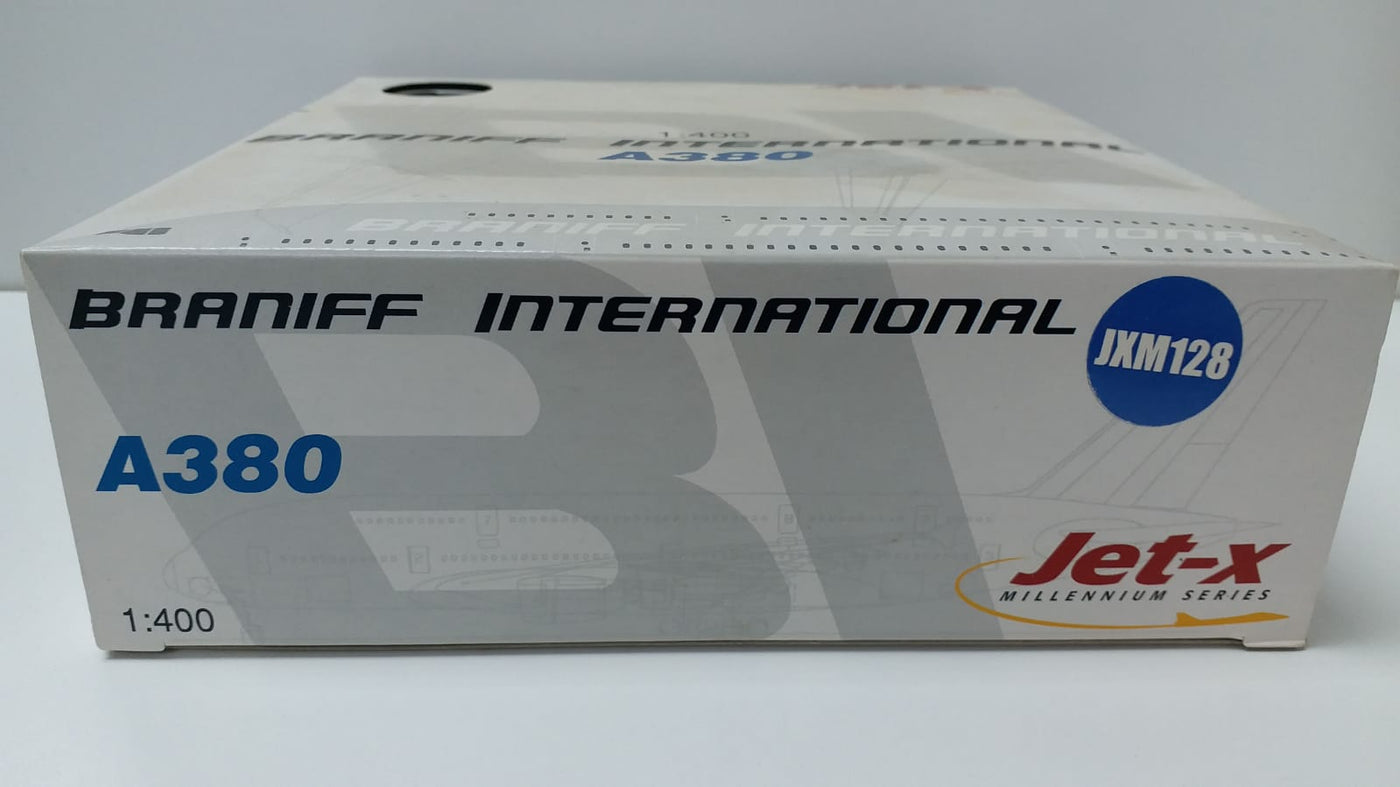 BRANIFF INTERNATIONAL
1:400
A380
BRANIFF INTERNATIONAL
BRANIFF INTERNATIONAL
JXM128
A380
Jet-x
MILLENNIUM SERIES
1:400